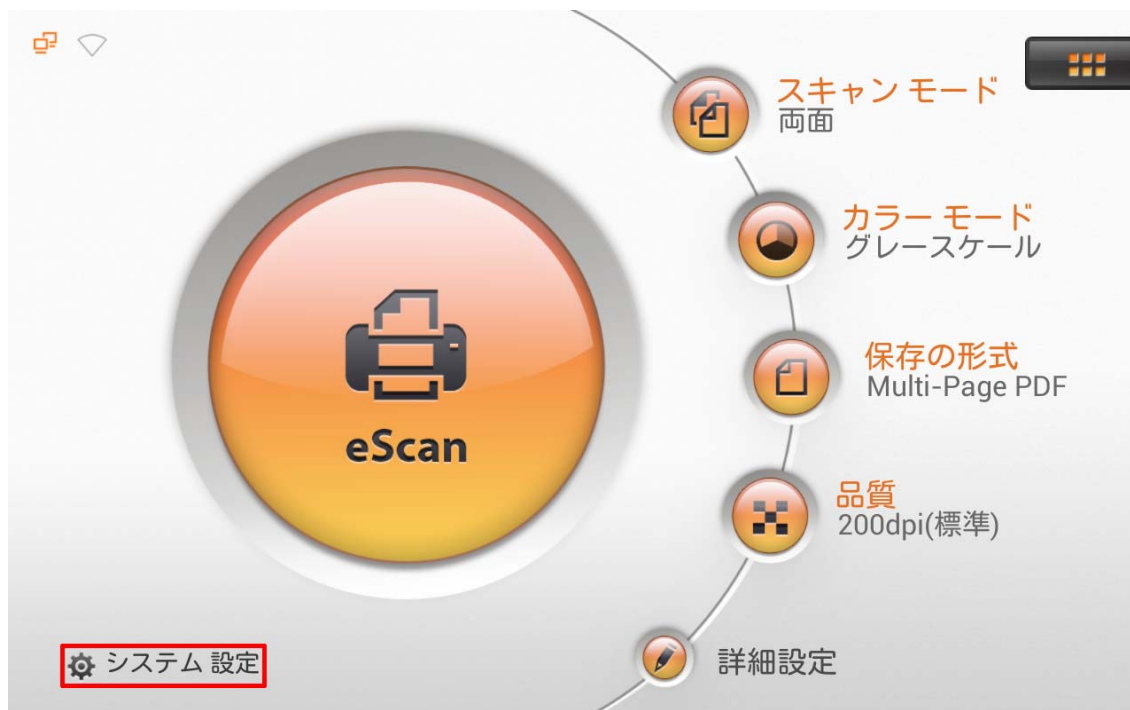 スキャン モード
両面
カラー モード
グレースケール
保存の形式
Multi-Page PDF
eScan
品質
200dpi(標準)
システム 設定
詳細設定